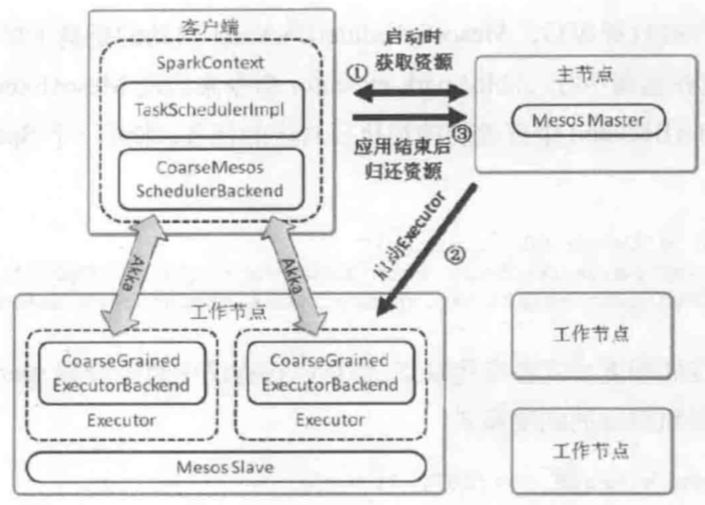 客户端
SparkContext
TaskSchedulerImpl
CoarseMesos
SchedulerBackend
启动时
获取资源
①
③
应用结束后
归还资源
主节点
Mesos Master
启动Executor
②
Akka
Akka
工作节点
CoarseGrained
ExecutorBackend
Executor
CoarseGrained
ExecutorBackend
Executor
Mesos Slave
工作节点
工作节点